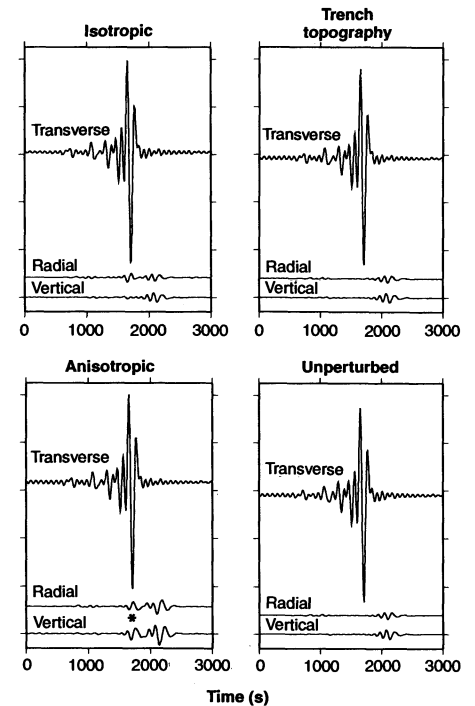 Isotropic
Transverse
Radial
Vertical
0 1000 2000 3000
Trench
topography
Transverse
Radial
Vertical
0 1000 2000 3000
Anisotropic
Transverse
Radial
*
Vertical
0 1000 2000 3000
Unperturbed
Transverse
Radial
Vertical
0 1000 2000 3000
Time (s)